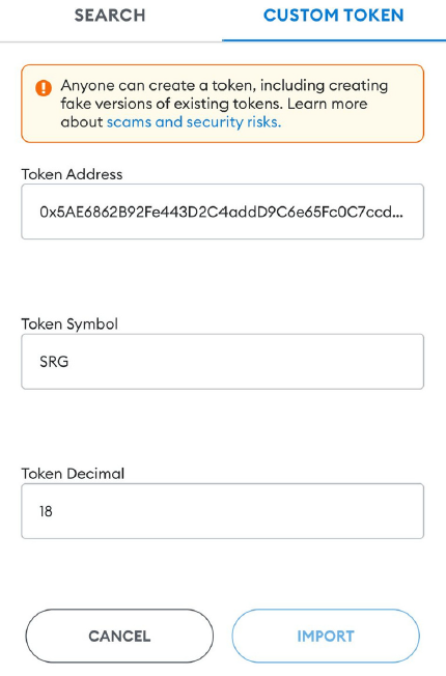 SEARCH
CUSTOM TOKEN
Anyone can create a token, including creating
fake versions of existing tokens. Learn more
about scams and security risks.
Token Address
0x5AE6862B92Fe443D2C4addD9C6e65Fc0C7ccd...
Token Symbol
SRG
Token Decimal
18
CANCEL
IMPORT